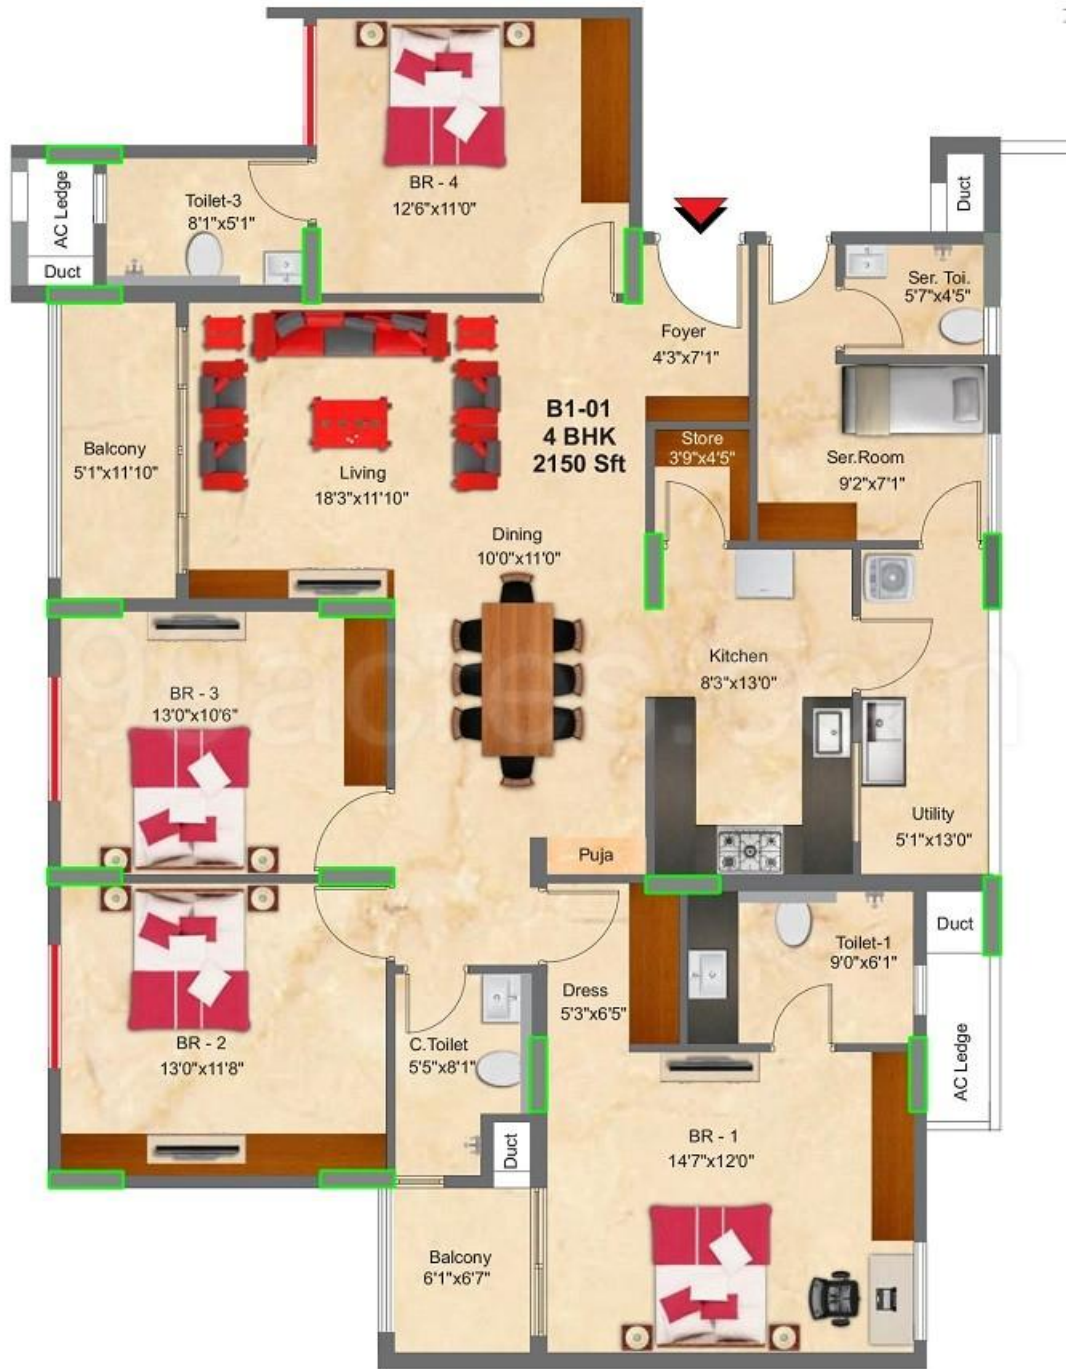 BR - 4
12'6"x11'0"
AC Ledge
Duct
Toilet-3
8'1"x5'1"
Duct
Ser. Toi.
5'7"x4'5"
Foyer
4'3"x7'1"
B1-01
4 BHK
2150 Sft
Balcony
5'1"x11'10"
Living
18'3"x11'10"
Store
3'9"x4'5"
Ser.Room
9'2"x7'1"
Dining
10'0"x11'0"
Kitchen
8'3"x13'0"
BR - 3
13'0"x10'6"
Utility
5'1"x13'0"
Puja
Duct
Toilet-1
9'0"x6'1"
Dress
5'3"x6'5"
BR - 2
13'0"x11'8"
C.Toilet
5'5"x8'1"
AC Ledge
Duct
BR - 1
14'7"x12'0"
Balcony
6'1"x6'7"